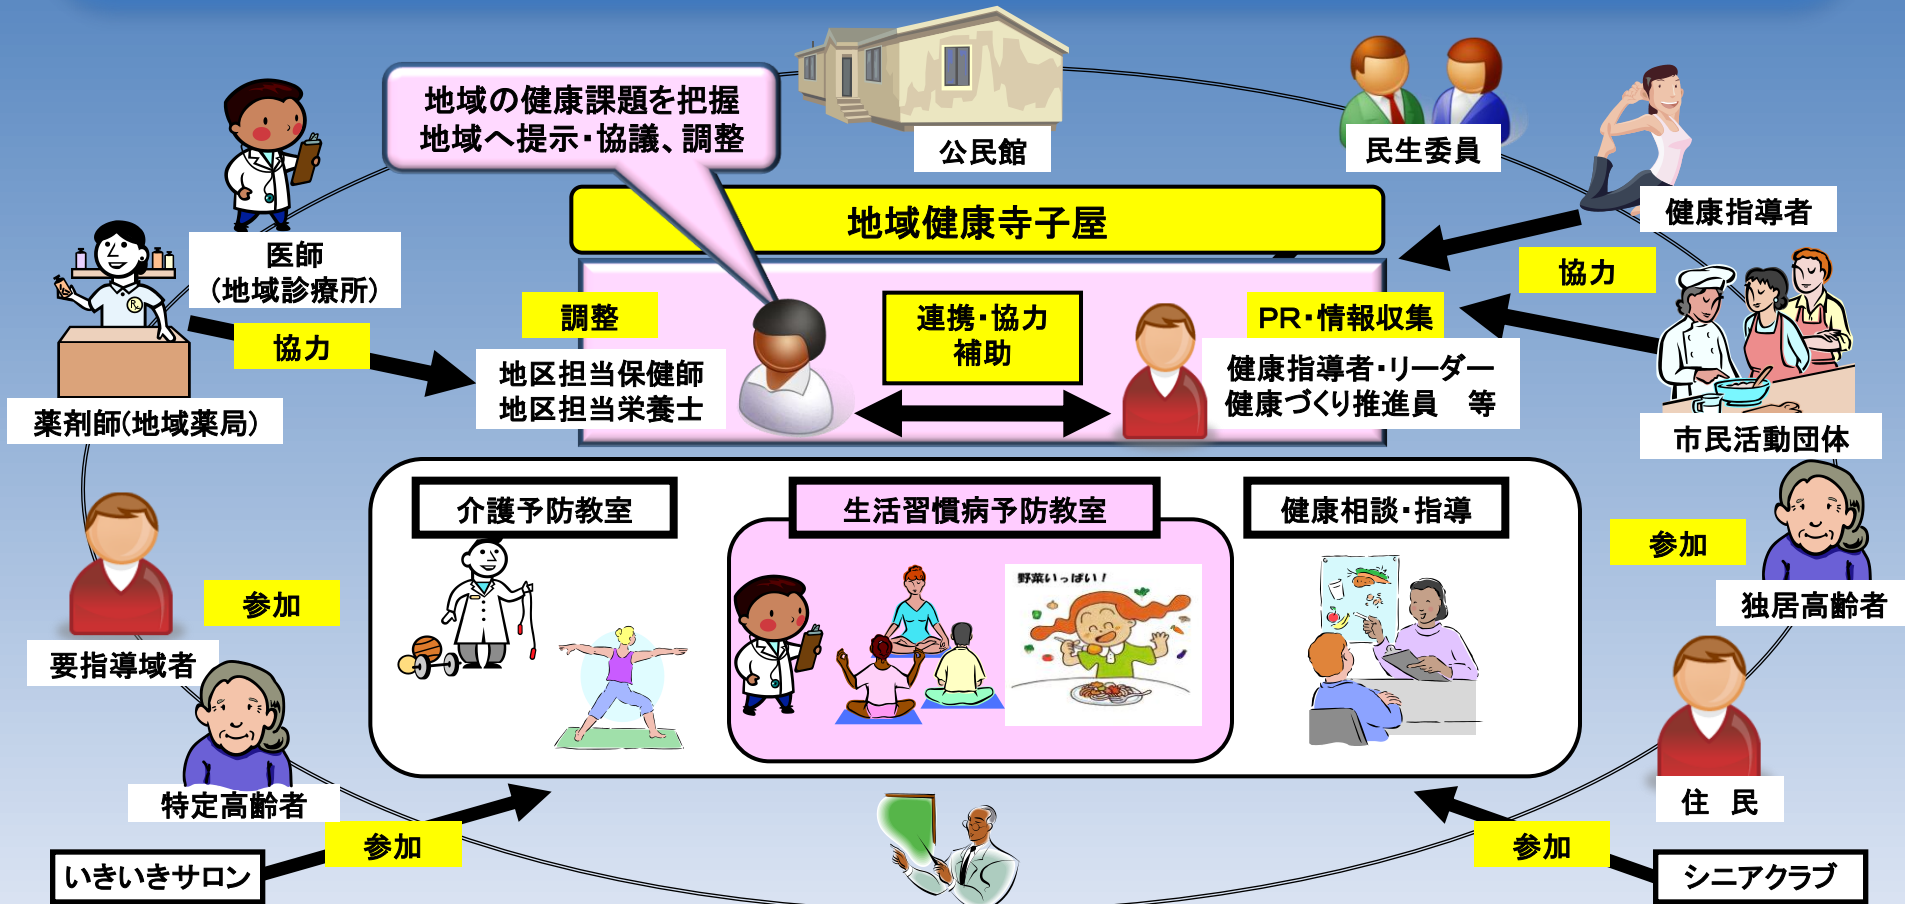 地域の健康課題を把握
地域へ提示・協議、調整
公民館
民生委員
健康指導者
医師
(地域診療所)
地域健康寺子屋
協力
調整
連携・協力
補助
PR・情報収集
協力
地区担当保健師
地区担当栄養士
健康指導者・リーダー
健康づくり推進員　等
薬剤師(地域薬局)
市民活動団体
介護予防教室
生活習慣病予防教室
健康相談・指導
野菜いっぱい！
参加
参加
独居高齢者
要指導域者
特定高齢者
住　民
参加
参加
いきいきサロン
シニアクラブ